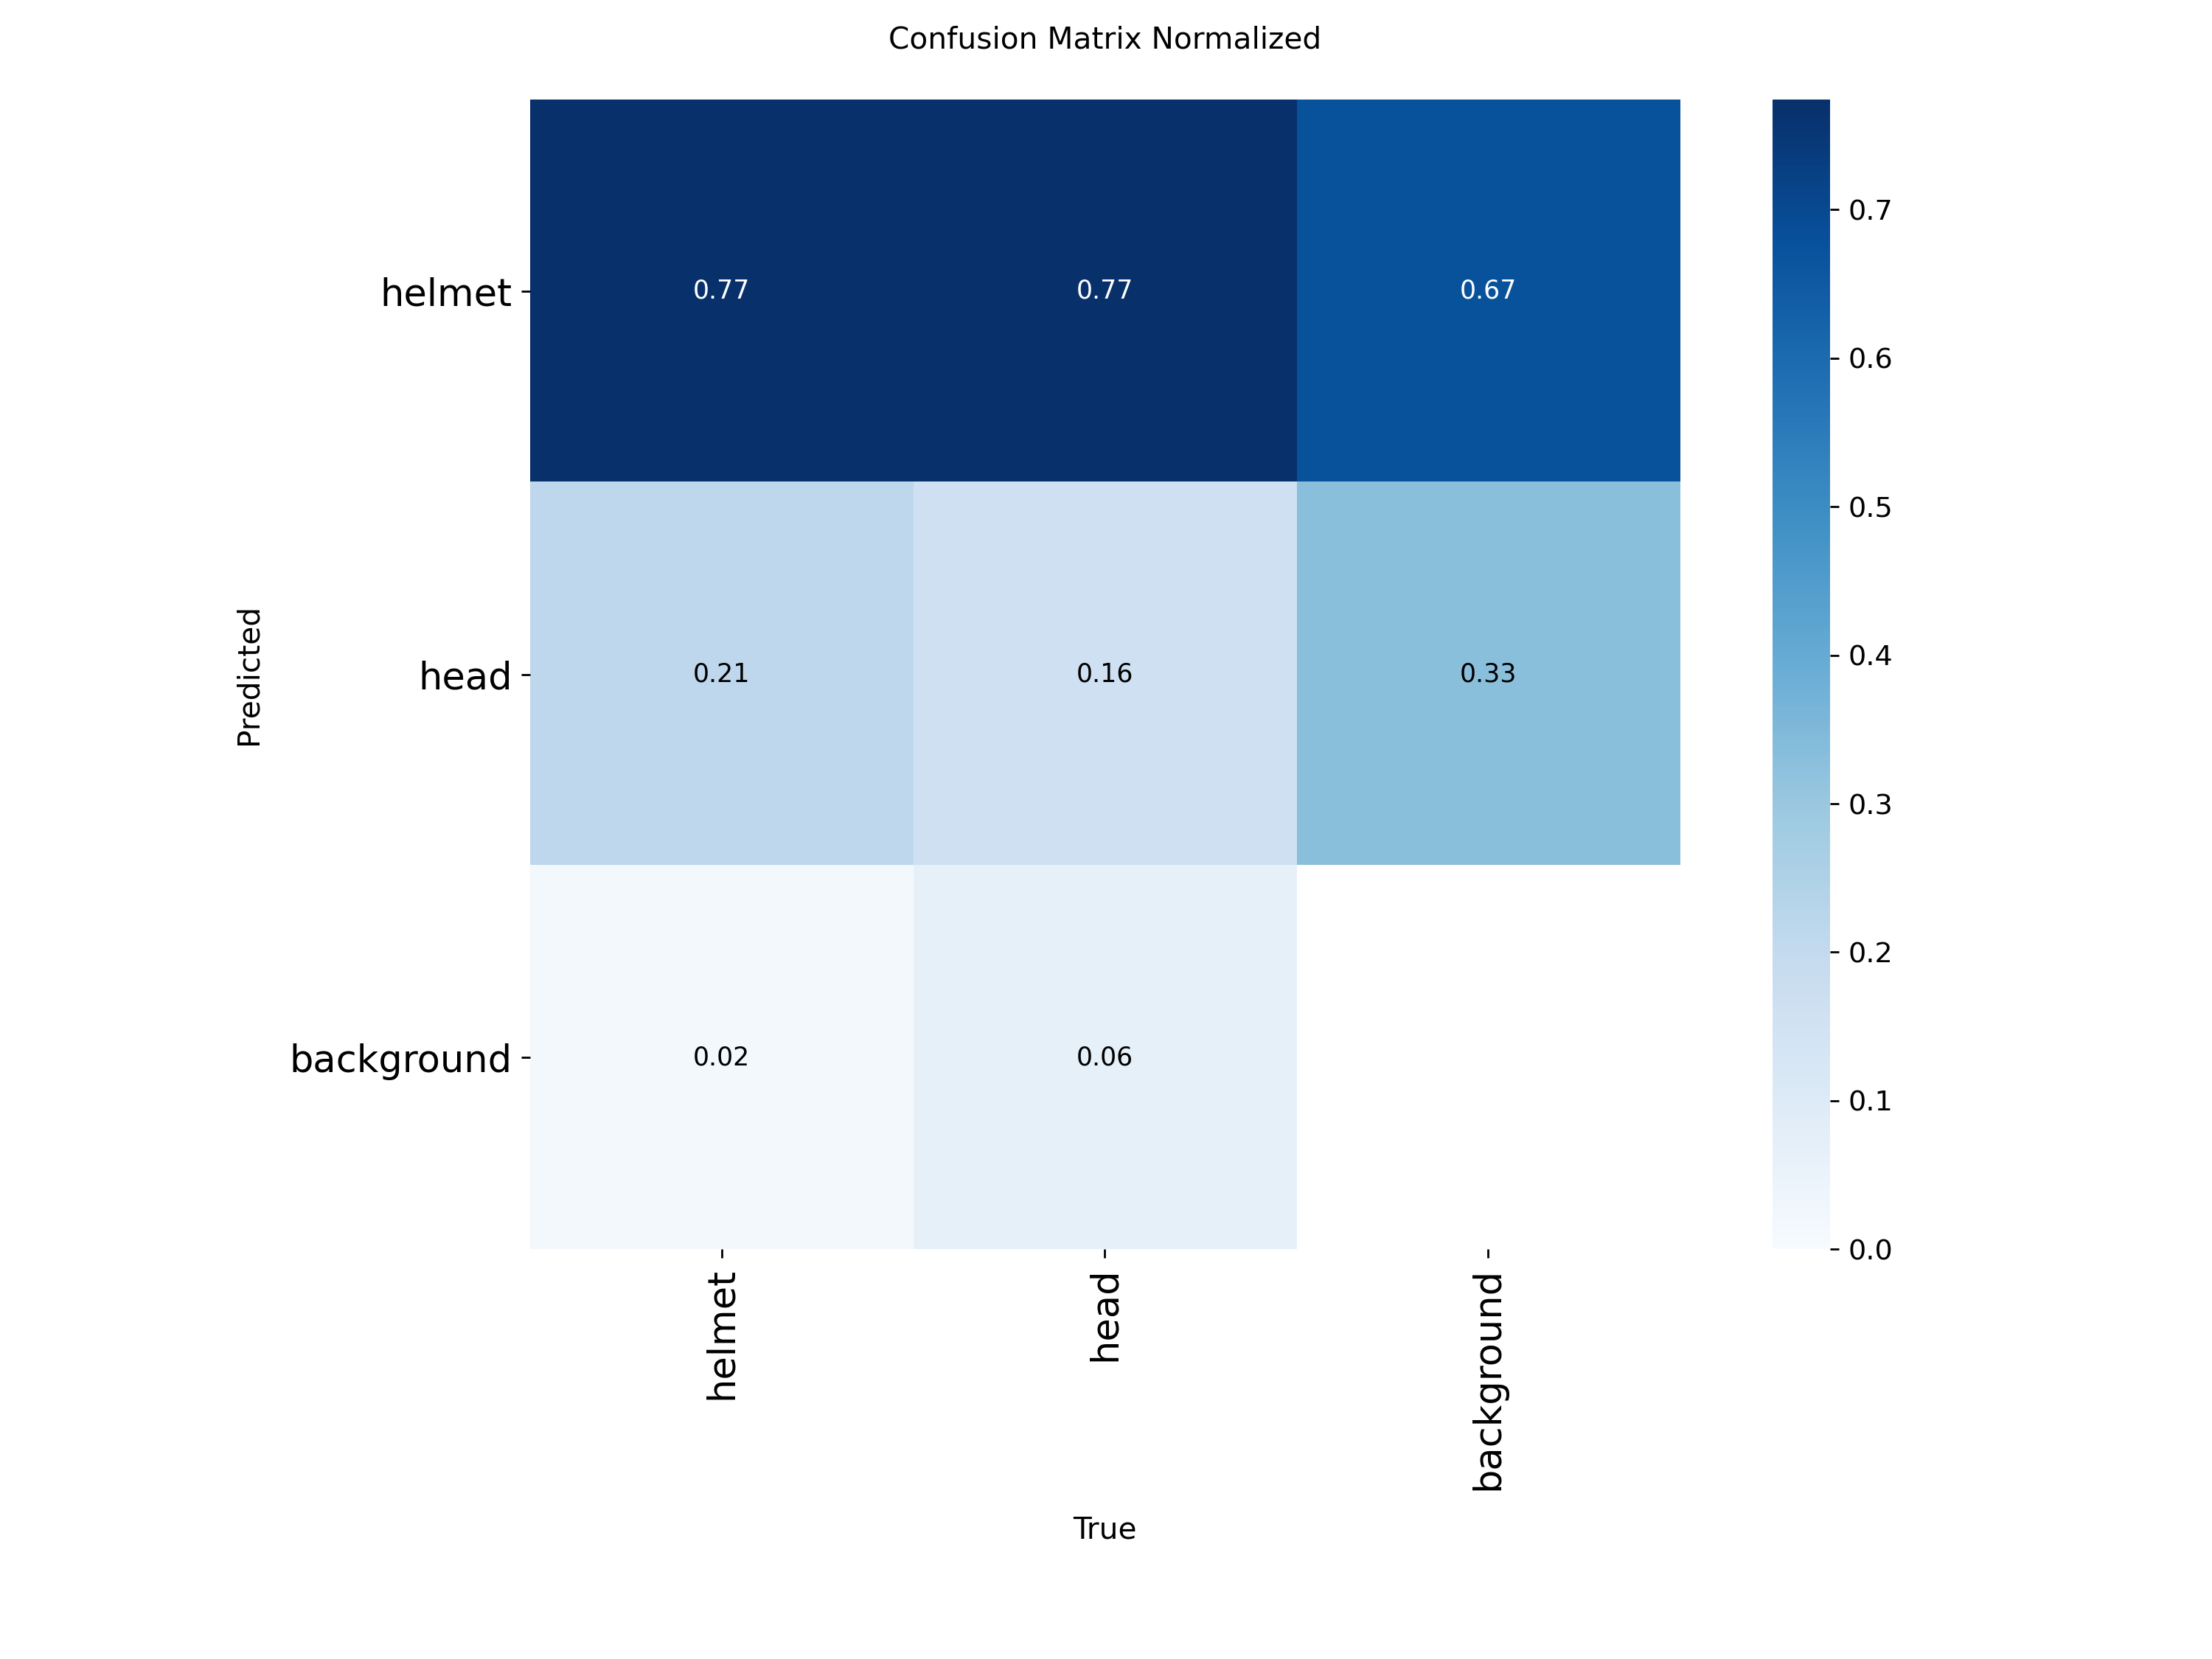 Confusion Matrix Normalized
Predicted
helmet
0.77 0.77 0.67
head
0.21 0.16 0.33
background
0.02 0.06
helmet head background
True
0.7
0.6
0.5
0.4
0.3
0.2
0.1
0.0